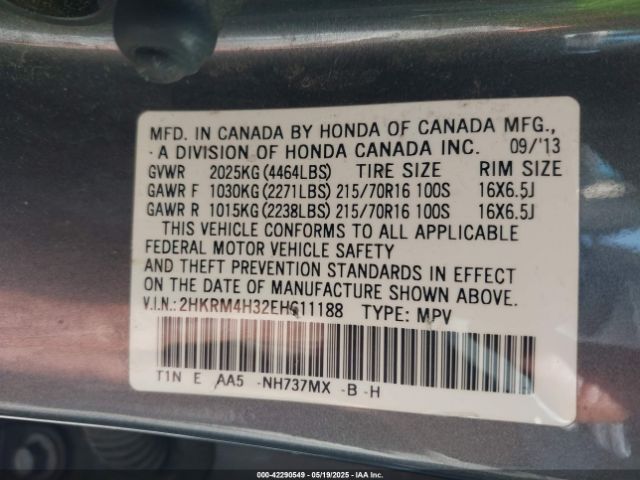 MFD. IN CANADA BY HONDA OF CANADA MFG.,
A DIVISION OF HONDA CANADA INC. 09/'13
GVWR 2025KG(4464LBS) TIRE SIZE RIM SIZE
GAWR F 1030KG(2271LBS) 215/70R16 100S 16X6.5J
GAWR R 1015KG(2238LBS) 215/70R16 100S 16X6.5J
THIS VEHICLE CONFORMS TO ALL APPLICABLE
FEDERAL MOTOR VEHICLE SAFETY
AND THEFT PREVENTION STANDARDS IN EFFECT
ON THE DATE OF MANUFACTURE SHOWN ABOVE.
V.I.N.: 2HKRM4H32EH611188 TYPE: MPV
T1N E AA5 -NH737MX -B -H
000-42290549 - 05/19/2025 - IAA Inc.